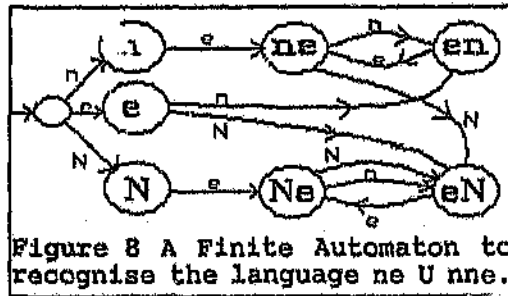 n e ne n en
e
n e n
N N
N e Ne N n e eN
Figure 8 A Finite Automaton to
recognise the language ne U nne.